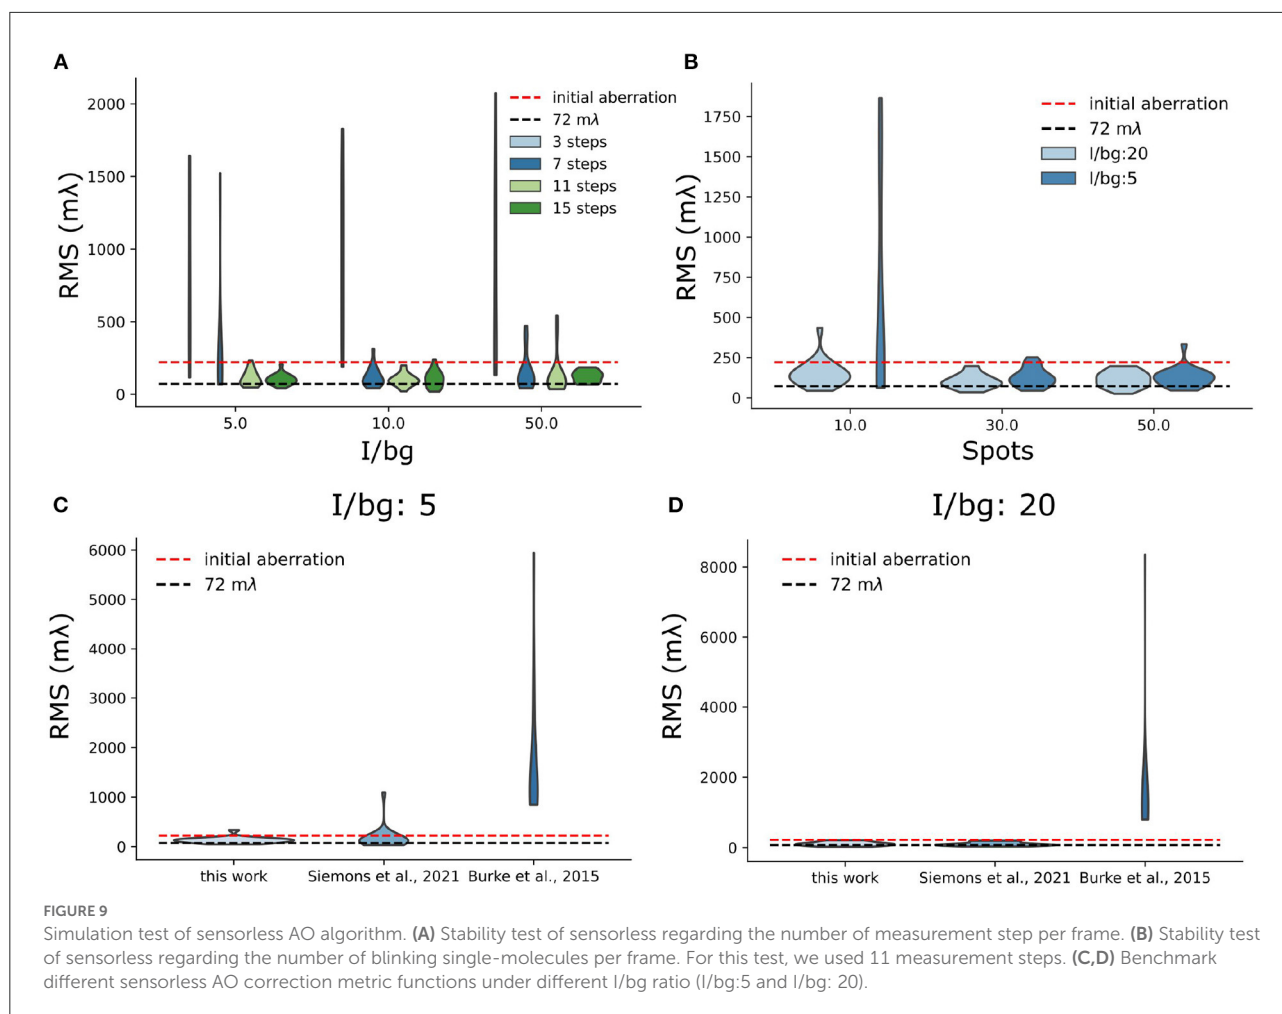 A
RMS (mλ)
2000
1500
1000
500
0
initial aberration
72 mλ
3 steps
7 steps
11 steps
15 steps
5.0
10.0
50.0
I/bg
B
RMS (mλ)
1750
1500
1250
1000
750
500
250
0
initial aberration
72 mλ
I/bg:20
I/bg:5
10.0
30.0
50.0
Spots
C
I/bg: 5
RMS (mλ)
6000
5000
4000
3000
2000
1000
0
initial aberration
72 mλ
this work
Siemons et al., 2021
Burke et al., 2015
D
I/bg: 20
RMS (mλ)
8000
6000
4000
2000
0
initial aberration
72 mλ
this work
Siemons et al., 2021
Burke et al., 2015
FIGURE 9
Simulation test of sensorless AO algorithm. (A) Stability test of sensorless regarding the number of measurement step per frame. (B) Stability test
of sensorless regarding the number of blinking single-molecules per frame. For this test, we used 11 measurement steps. (C,D) Benchmark
different sensorless AO correction metric functions under different I/bg ratio (I/bg:5 and I/bg: 20).